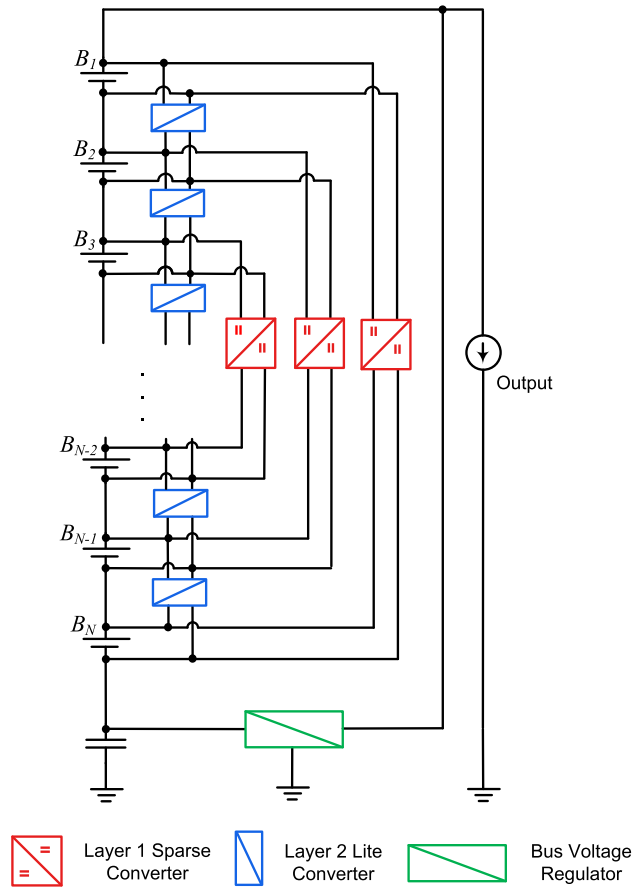 B1
B2
B3
Output
BN-2
BN-1
BN
Layer 1 Sparse
Converter
Layer 2 Lite
Converter
Bus Voltage
Regulator